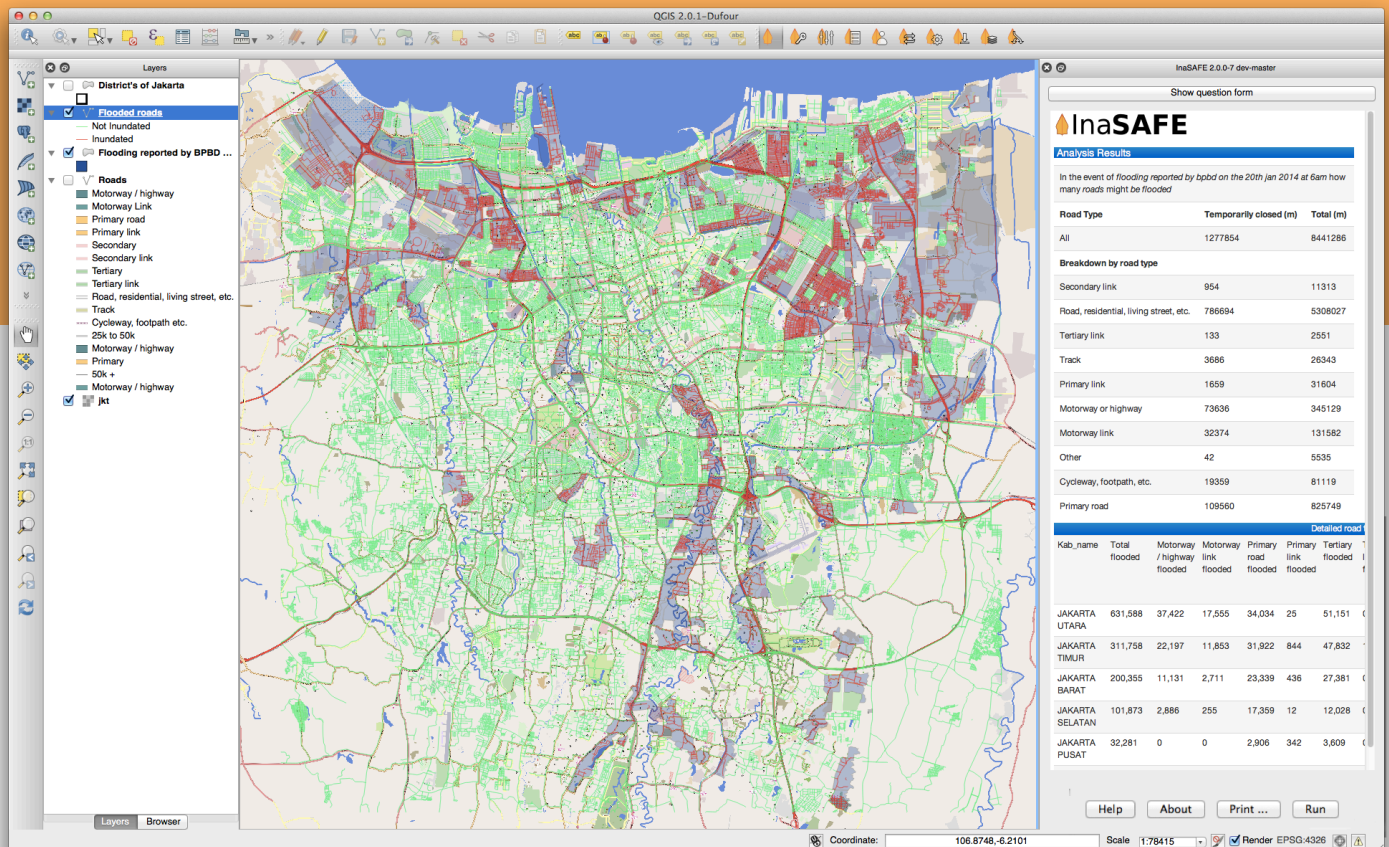 QGIS 2.0.1-Dufour
abc
Layers
District's of Jakarta
Flooded roads
Not Inundated
Inundated
Flooding reported by BPBD ...
Roads
Motorway / highway
Motorway Link
Primary road
Primary link
Secondary
Secondary link
Tertiary
Tertiary link
Road, residential, living street, etc.
Track
Cycleway, footpath etc.
25k to 50k
Motorway / highway
Primary
50k +
Motorway / highway
jkt
Layers Browser
InaSAFE 2.0.0-7 dev-master
Show question form
InaSAFE
Analysis Results
In the event of flooding reported by bpbd on the 20th jan 2014 at 6am how
many roads might be flooded
Road Type Temporarily closed (m) Total (m)
All 1277854 8441286
Breakdown by road type
Secondary link 954 11313
Road, residential, living street, etc. 786694 5308027
Tertiary link 133 2551
Track 3686 26343
Primary link 1659 31604
Motorway or highway 73636 345129
Motorway link 32374 131582
Other 42 5535
Cycleway, footpath, etc. 19359 81119
Primary road 109560 825749
Detailed road
Kab_name Total Motorway Motorway Primary Primary Tertiary
flooded / highway link road link flooded
flooded flooded flooded flooded
JAKARTA 631,588 37,422 17,555 34,034 25 51,151
UTARA
JAKARTA 311,758 22,197 11,853 31,922 844 47,832
TIMUR
JAKARTA 200,355 11,131 2,711 23,339 436 27,381
BARAT
JAKARTA 101,873 2,886 255 17,359 12 12,028
SELATAN
JAKARTA 32,281 0 0 2,906 342 3,609
PUSAT
Help About Print ... Run
Coordinate: 106.8748,-6.2101 Scale 1:78415 Render EPSG:4326